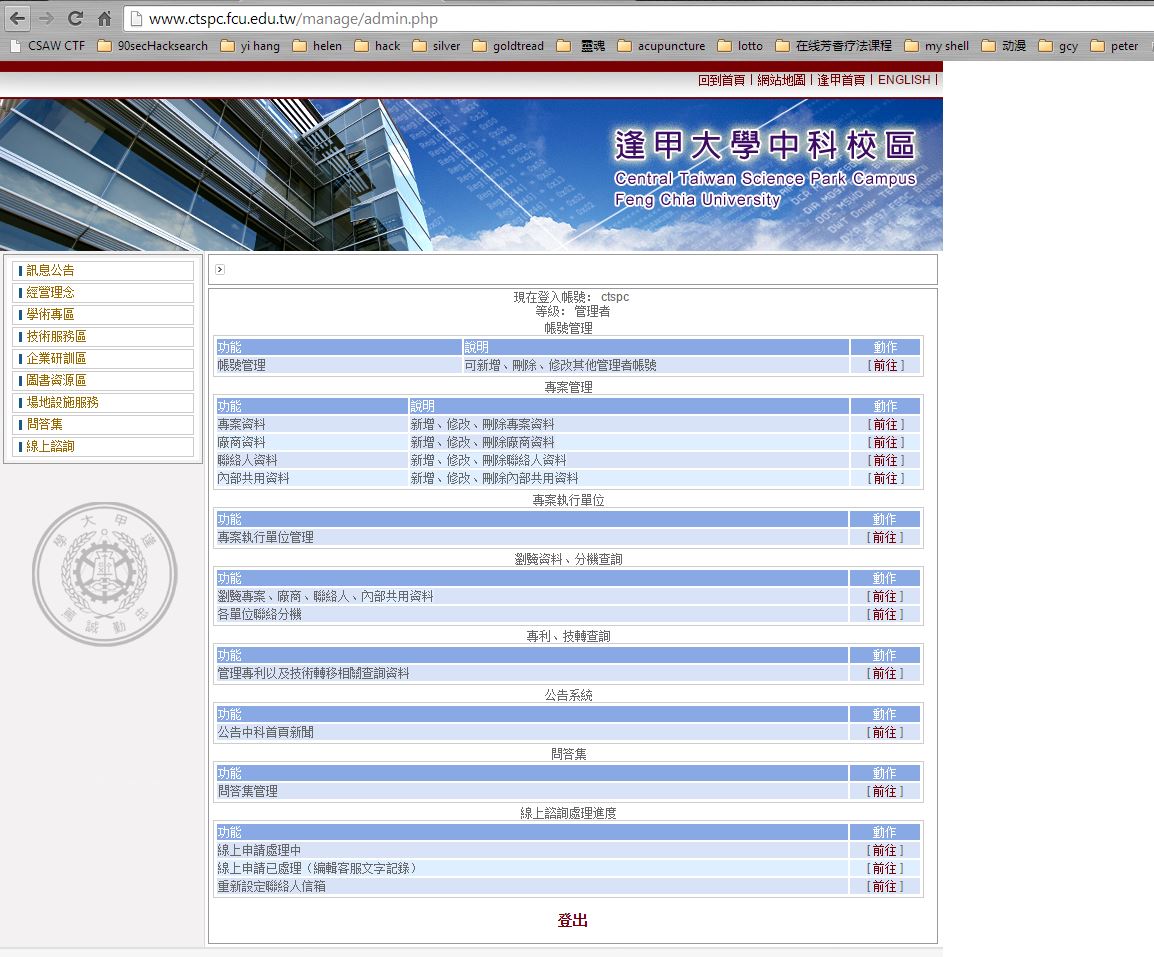 www.ctspc.fcu.edu.tw/manage/admin.php
CSAW CTF 90secHacksearch yi hang helen hack silver goldtread 靈魂 acupuncture lotto 在线芳香疗法课程 my shell 动漫 gcy peter
回到首頁 | 網站地圖 | 逢甲首頁 | ENGLISH |
逢甲大學中科校區
Central Taiwan Science Park Campus
Feng Chia University
訊息公告
經營理念
學術專區
技術服務區
企業研訓區
圖書資源區
場地設施服務
問答集
線上諮詢
逢甲大學
忠勤誠篤
現在登入帳號: ctspc
等級: 管理者
帳號管理
功能 說明 動作
帳號管理 可新增、刪除、修改其他管理者帳號 [前往]
專案管理
功能 說明 動作
專案資料 新增、修改、刪除專案資料 [前往]
廠商資料 新增、修改、刪除廠商資料 [前往]
聯絡人資料 新增、修改、刪除聯絡人資料 [前往]
內部共用資料 新增、修改、刪除內部共用資料 [前往]
專案執行單位
功能 動作
專案執行單位管理 [前往]
瀏覽資料、分機查詢
功能 動作
瀏覽專案、廠商、聯絡人、內部共用資料 [前往]
各單位聯絡分機 [前往]
專利、技轉查詢
功能 動作
管理專利以及技術轉移相關查詢資料 [前往]
公告系統
功能 動作
公告中科首頁新聞 [前往]
問答集
功能 動作
問答集管理 [前往]
線上諮詢處理進度
功能 動作
線上申請處理中 [前往]
線上申請已處理（編輯客服文字記錄） [前往]
重新設定聯絡人信箱 [前往]
登出